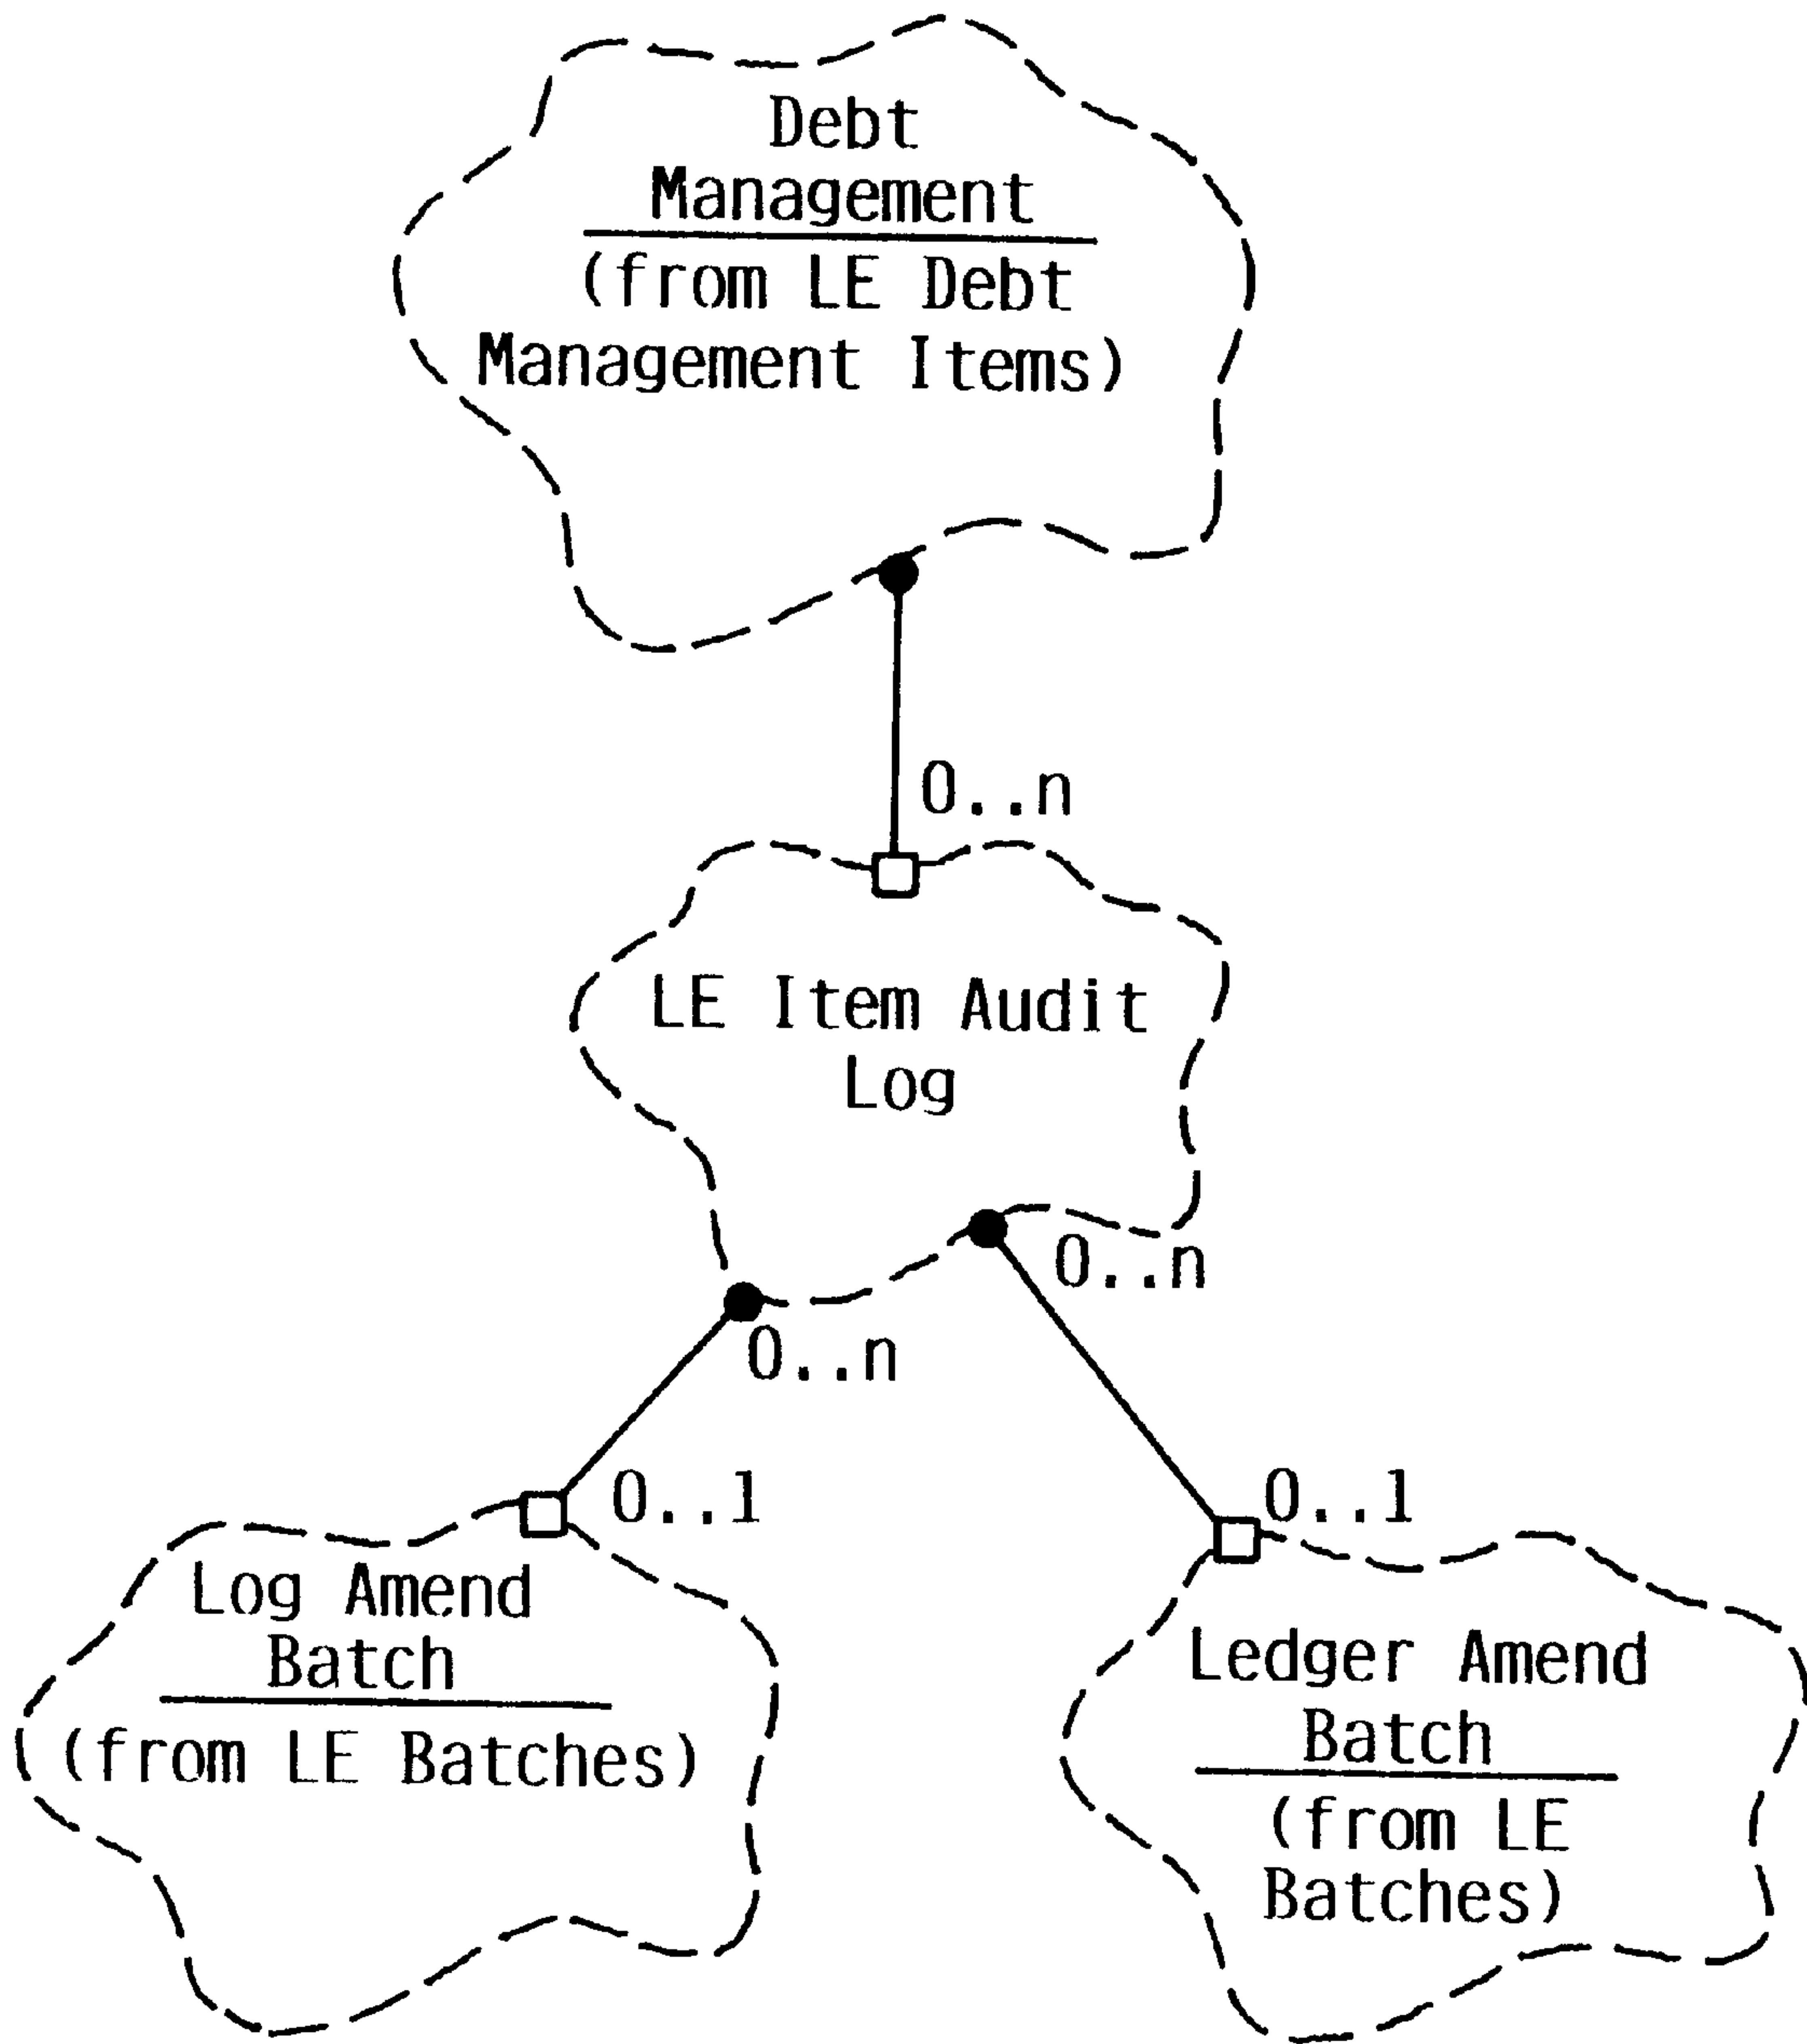 Debt
Management
(from LE Debt
Management Items)
0..n
LE Item Audit
Log
0..n
0..n
0..1
0..1
Log Amend
Batch
(from LE Batches)
Ledger Amend
Batch
(from LE
Batches)